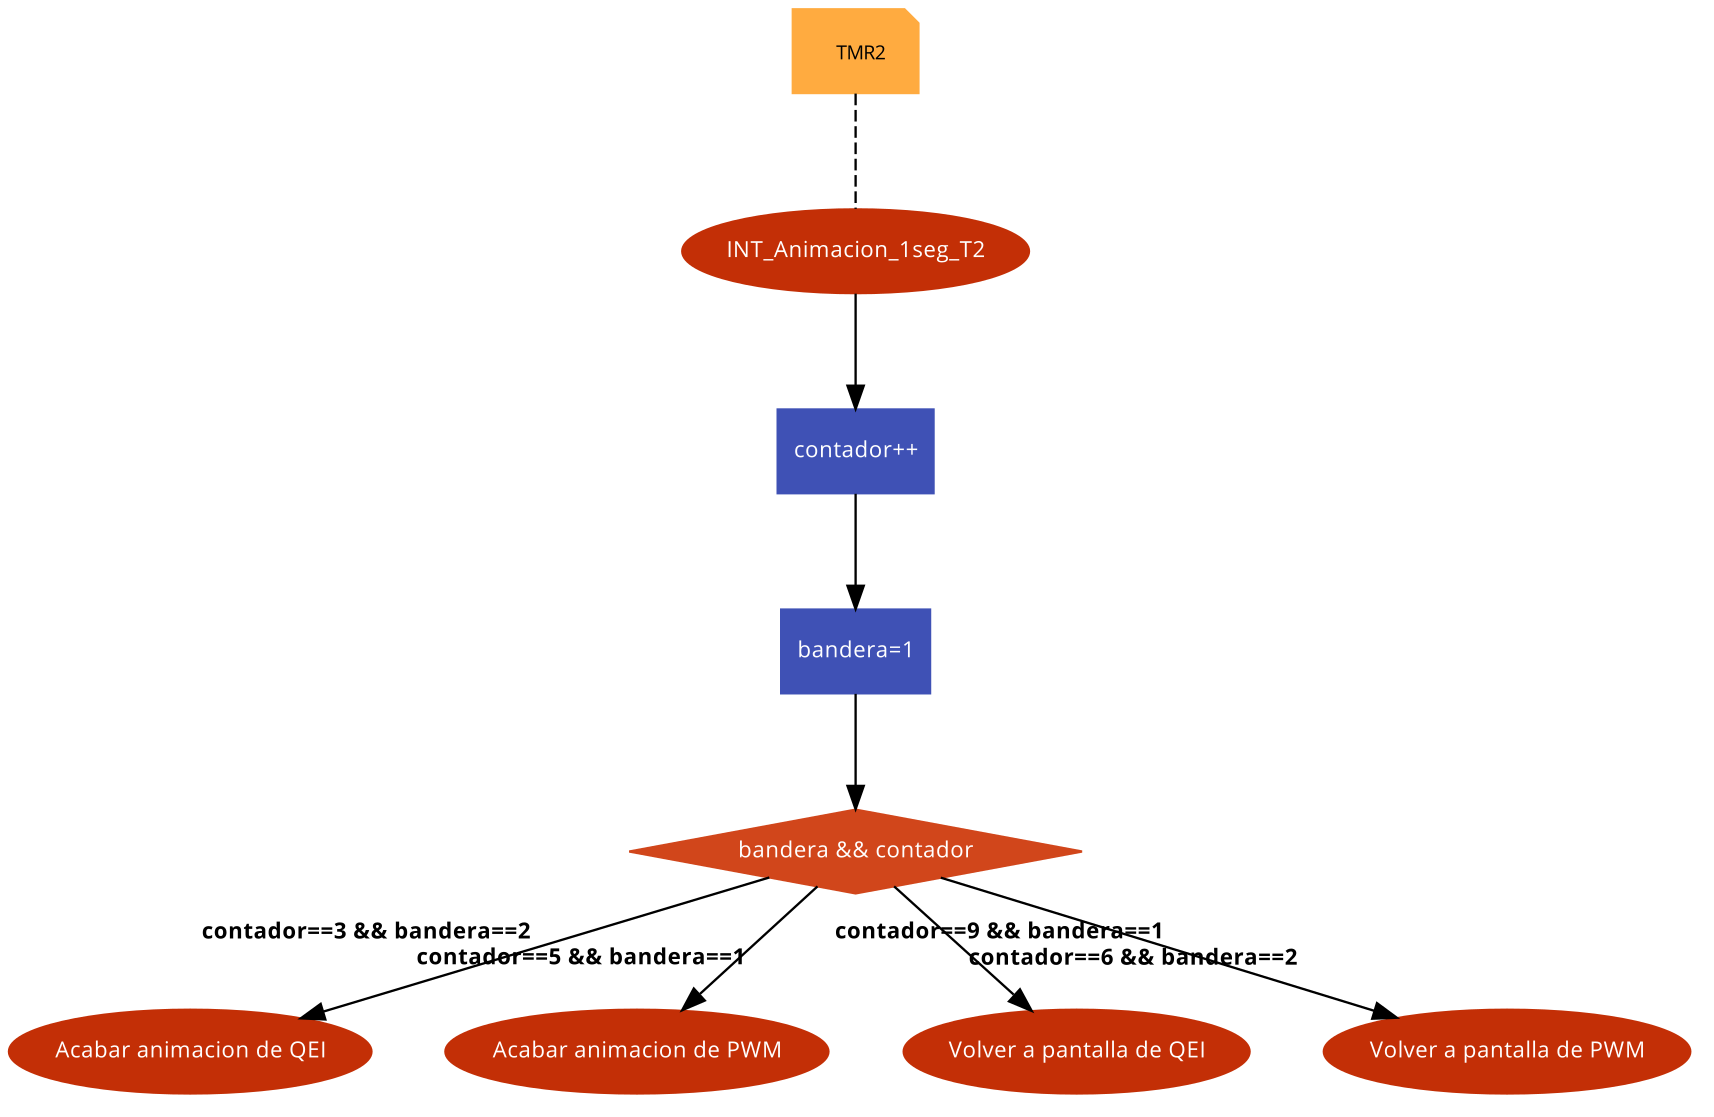 TMR2
INT_Animacion_1seg_T2
contador++
bandera=1
bandera && contador
contador==3 && bandera==2
contador==5 && bandera==1
contador==9 && bandera==1
contador==6 && bandera==2
Acabar animacion de QEI
Acabar animacion de PWM
Volver a pantalla de QEI
Volver a pantalla de PWM